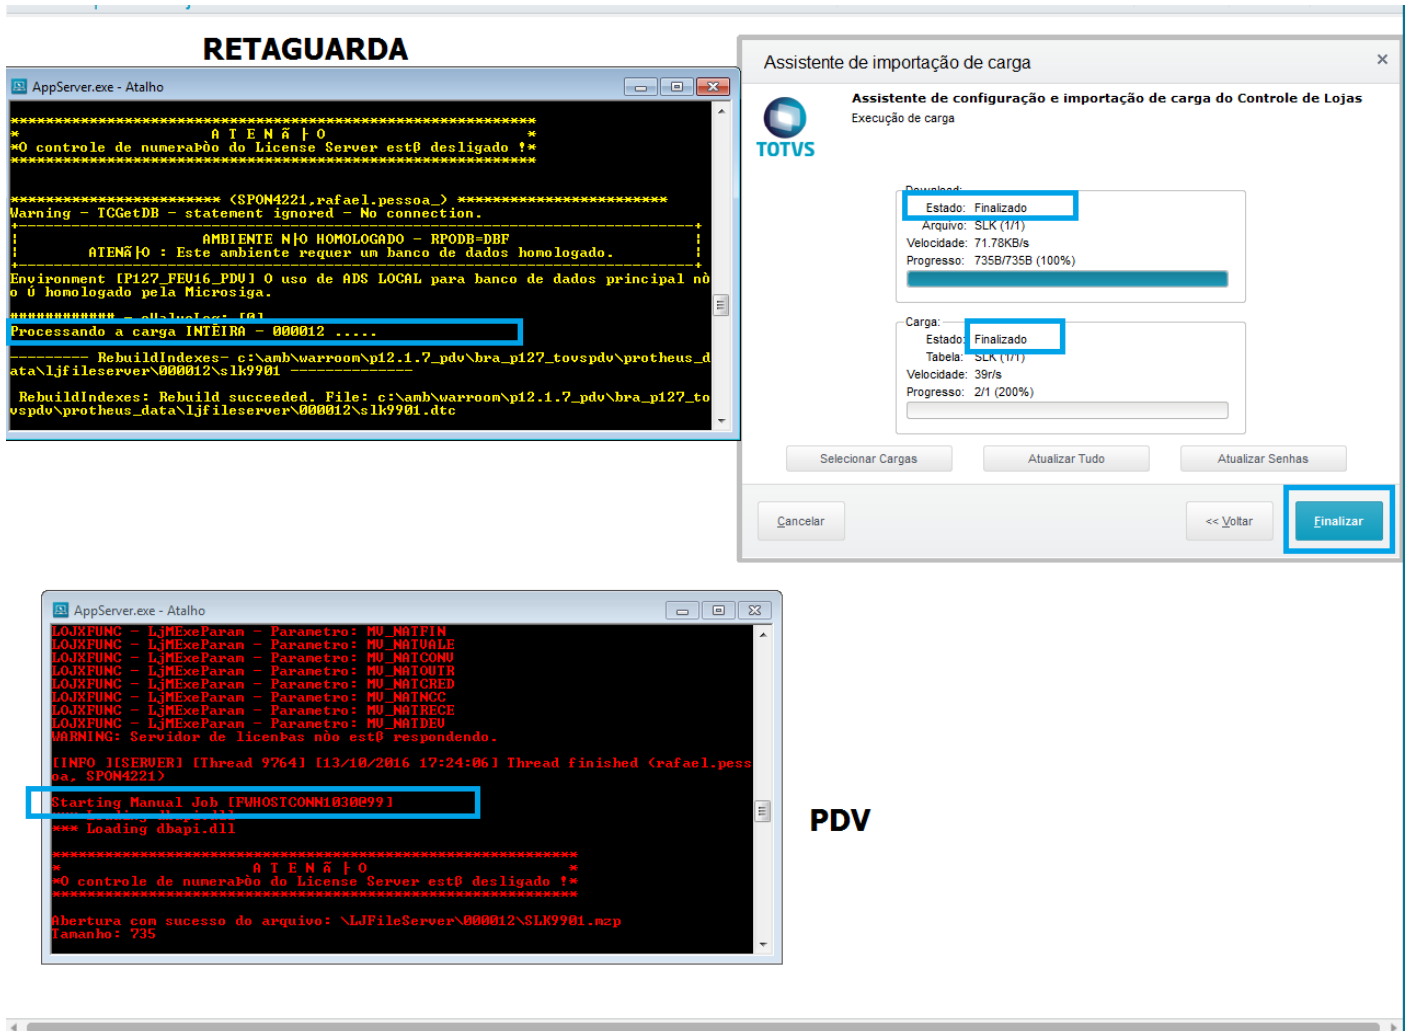 RETAGUARDA
AppServer.exe - Atalho
************************************************************
* A T E N Ã ├ O *
*O controle de numeraÞòo do License Server estß desligado !*
************************************************************
************************ (SPON4221,rafael.pessoa_) ************************
Warning - TCGetDB - statement ignored - No connection.
AMBIENTE N├O HOMOLOGADO - RPODB=DBF
ATENÃ├O : Este ambiente requer um banco de dados homologado.
Environment [P127_FEV16_PDV] O uso de ADS LOCAL para banco de dados principal nò
o Ú homologado pela Microsiga.
Processando a carga INTEIRA - 000012 .....
--------- RebuildIndexes- c:\amb\warroom\p12.1.7_pdv\bra_p127_tovspdv\protheus_d
ata\ljfileserver\000012\slk9901 --------------
RebuildIndexes: Rebuild succeeded. File: c:\amb\warroom\p12.1.7_pdv\bra_p127_to
vspdv\protheus_data\ljfileserver\000012\slk9901.dtc
Assistente de importação de carga
TOTVS
Assistente de configuração e importação de carga do Controle de Lojas
Execução de carga
Download:
Estado: Finalizado
Arquivo: SLK (1/1)
Velocidade: 71.78KB/s
Progresso: 735B/735B (100%)
Carga:
Estado: Finalizado
Tabela: SLK (1/1)
Velocidade: 39r/s
Progresso: 2/1 (200%)
Selecionar Cargas
Atualizar Tudo
Atualizar Senhas
Cancelar
<< Voltar
Finalizar
AppServer.exe - Atalho
LOJXFUNC - LjMExeParam - Parametro: MV_NATFIN
LOJXFUNC - LjMExeParam - Parametro: MV_NATVALE
LOJXFUNC - LjMExeParam - Parametro: MV_NATCONV
LOJXFUNC - LjMExeParam - Parametro: MV_NATOUTR
LOJXFUNC - LjMExeParam - Parametro: MV_NATCRED
LOJXFUNC - LjMExeParam - Parametro: MV_NATNCC
LOJXFUNC - LjMExeParam - Parametro: MV_NATRECE
LOJXFUNC - LjMExeParam - Parametro: MV_NATDEV
WARNING: Servidor de licenÞas nòo estß respondendo.
[INFO ][SERVER] [Thread 9764] [13/10/2016 17:24:06] Thread finished (rafael.pess
oa, SPON4221)
Starting Manual Job [FWHOSTCONN1030@99]
*** Loading dbapi.dll
*** Loading dbapi.dll
************************************************************
* A T E N Ã ├ O *
*O controle de numeraÞòo do License Server estß desligado !*
************************************************************
Abertura com sucesso do arquivo: \LJFileServer\000012\SLK9901.mzp
Tamanho: 735
PDV